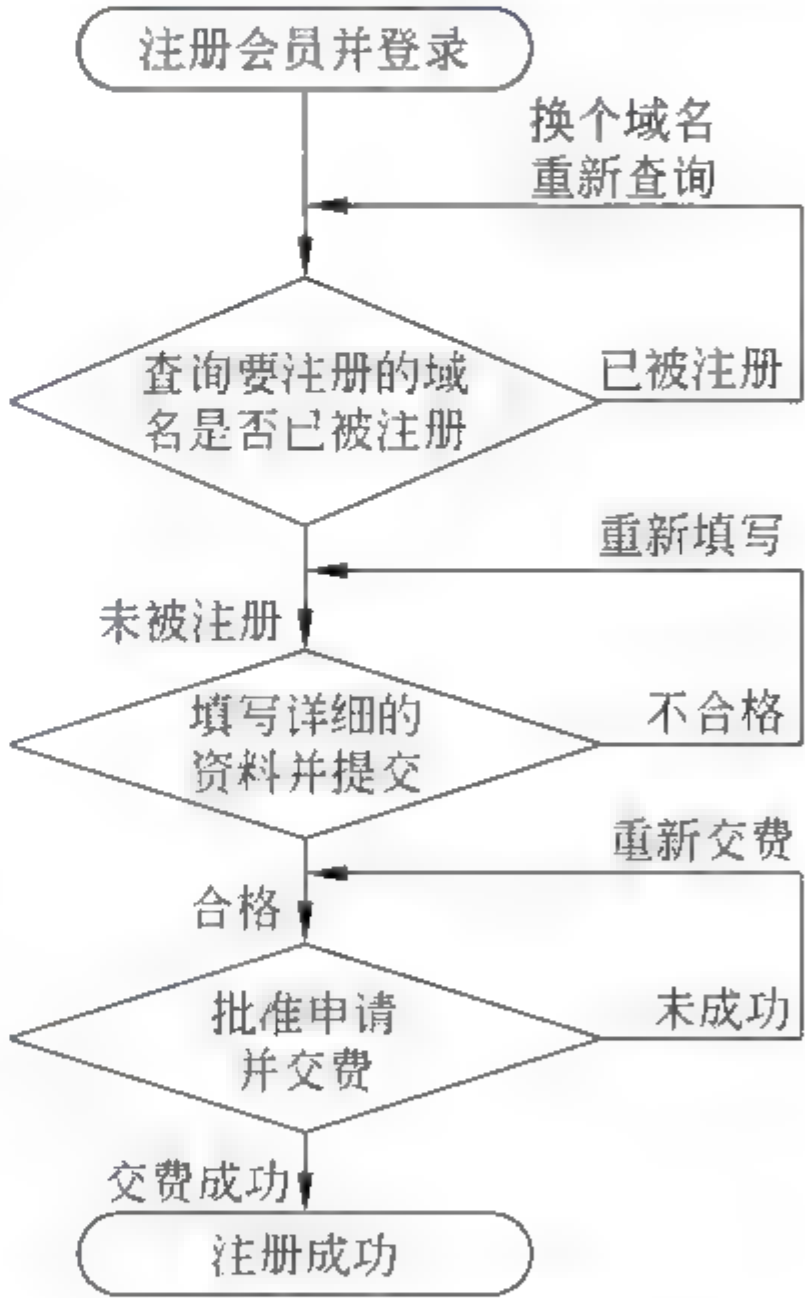 注册会员并登录
换个域名
重新查询
查询要注册的域
名是否已被注册
已被注册
重新填写
未被注册
填写详细的
资料并提交
不合格
重新交费
合格
批准申请
并交费
未成功
交费成功
注册成功